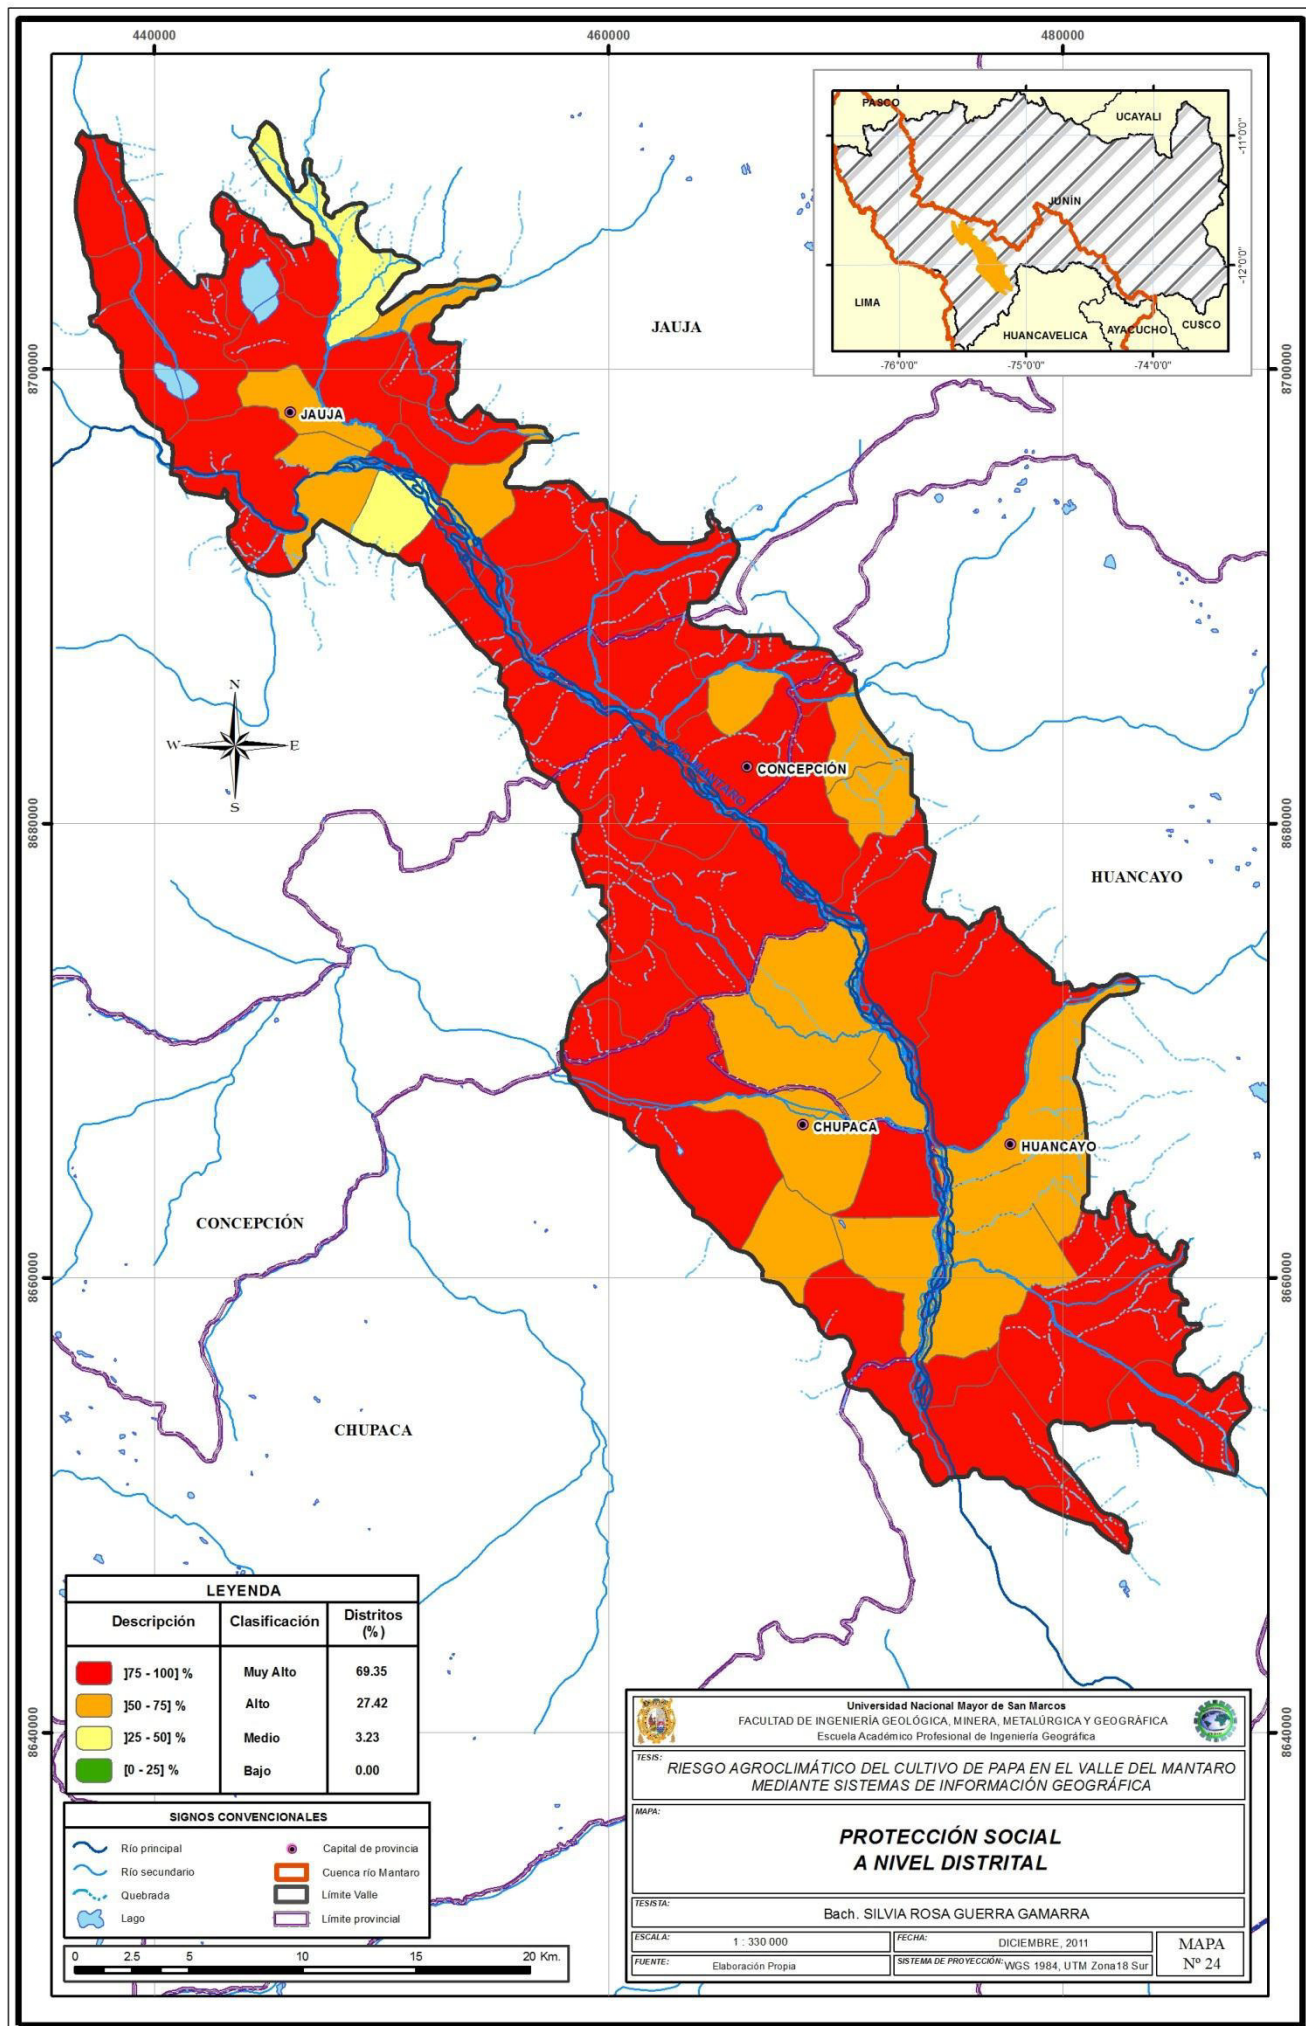 440000 460000 480000
PASCO
UCAYALI
-11°0'0"
JUNÍN
-12°0'0"
LIMA
HUANCAVELICA
AYACUCHO
CUSCO
-76°0'0" -75°0'0" -74°0'0"
JAUJA
8700000
8700000
JAUJA
N
W E
S
MANTARO
CONCEPCIÓN
8680000
8680000
HUANCAYO
CHUPACA
HUANCAYO
CONCEPCIÓN
8660000
8660000
CHUPACA
LEYENDA
Descripción Clasificación Distritos
(%)
]75 - 100] % Muy Alto 69.35
]50 - 75] % Alto 27.42
]25 - 50] % Medio 3.23
[0 - 25] % Bajo 0.00
8640000
8640000
SIGNOS CONVENCIONALES
Río principal Capital de provincia
Río secundario Cuenca río Mantaro
Quebrada Límite Valle
Lago Límite provincial
0 2.5 5 10 15 20 Km.
Universidad Nacional Mayor de San Marcos
FACULTAD DE INGENIERÍA GEOLÓGICA, MINERA, METALÚRGICA Y GEOGRÁFICA
Escuela Académico Profesional de Ingeniería Geográfica
TESIS: RIESGO AGROCLIMÁTICO DEL CULTIVO DE PAPA EN EL VALLE DEL MANTARO
MEDIANTE SISTEMAS DE INFORMACIÓN GEOGRÁFICA
MAPA:
PROTECCIÓN SOCIAL
A NIVEL DISTRITAL
TESISTA:
Bach. SILVIA ROSA GUERRA GAMARRA
ESCALA: 1 : 330 000 FECHA: DICIEMBRE, 2011
FUENTE: Elaboración Propia SISTEMA DE PROYECCIÓN: WGS 1984, UTM Zona18 Sur
MAPA
Nº 24